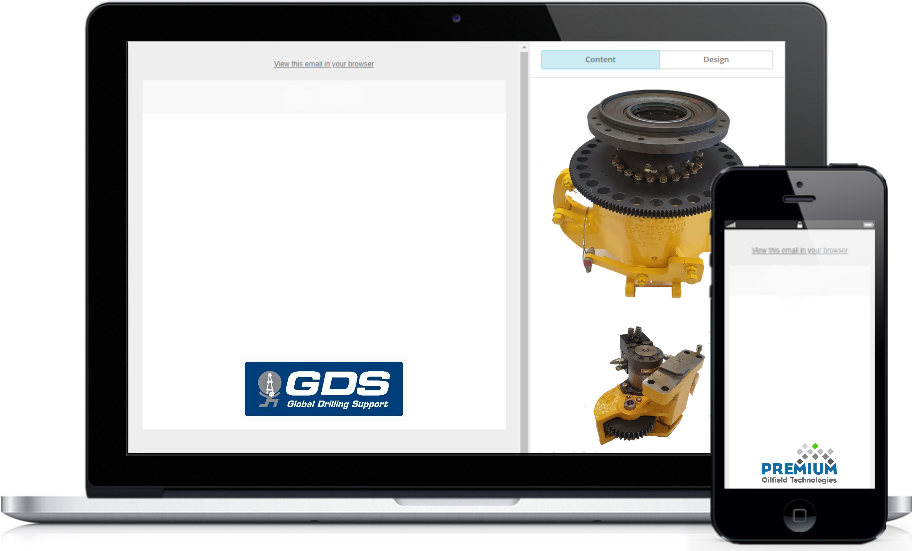 View this email in your browser
Content
Design
GDS
Global Drilling Support
View this email in your browser
PREMIUM
Oilfield Technologies